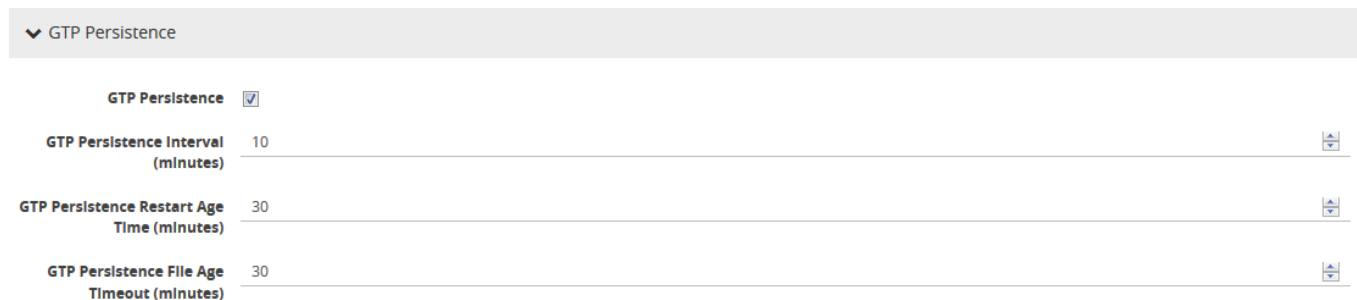 GTP Persistence
GTP Persistence
GTP Persistence Interval 10
(minutes)
GTP Persistence Restart Age 30
Time (minutes)
GTP Persistence File Age 30
Timeout (minutes)